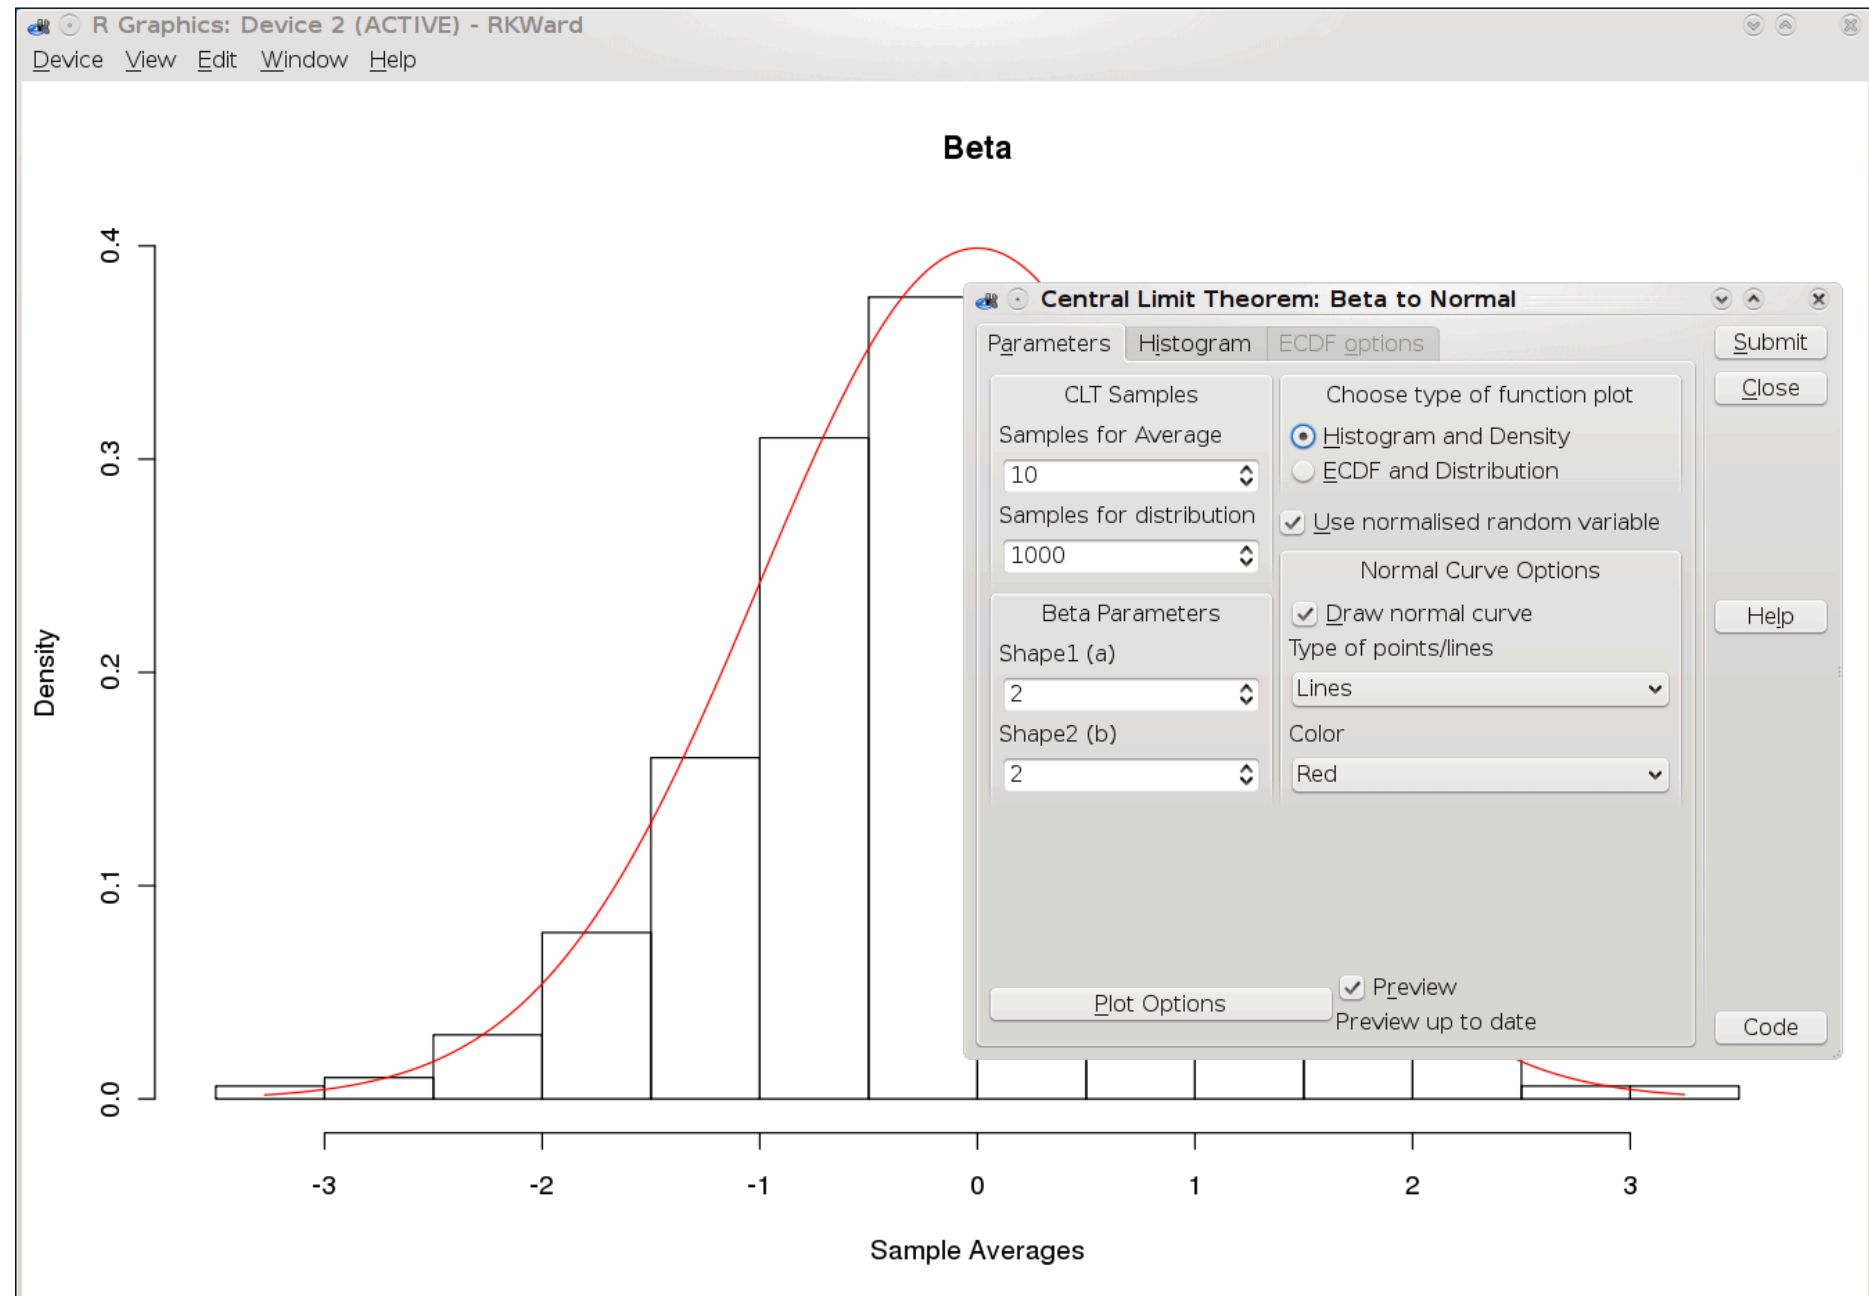 R Graphics: Device 2 (ACTIVE) - RKWard
Device View Edit Window Help
Beta
Density
0.4
0.3
0.2
0.1
0.0
-3 -2 -1 0 1 2 3
Sample Averages
Central Limit Theorem: Beta to Normal
Parameters Histogram ECDF options
CLT Samples
Samples for Average
10
Samples for distribution
1000
Beta Parameters
Shape1 (a)
2
Shape2 (b)
2
Choose type of function plot
Histogram and Density
ECDF and Distribution
Use normalised random variable
Normal Curve Options
Draw normal curve
Type of points/lines
Lines
Color
Red
Plot Options
Preview
Preview up to date
Submit
Close
Help
Code